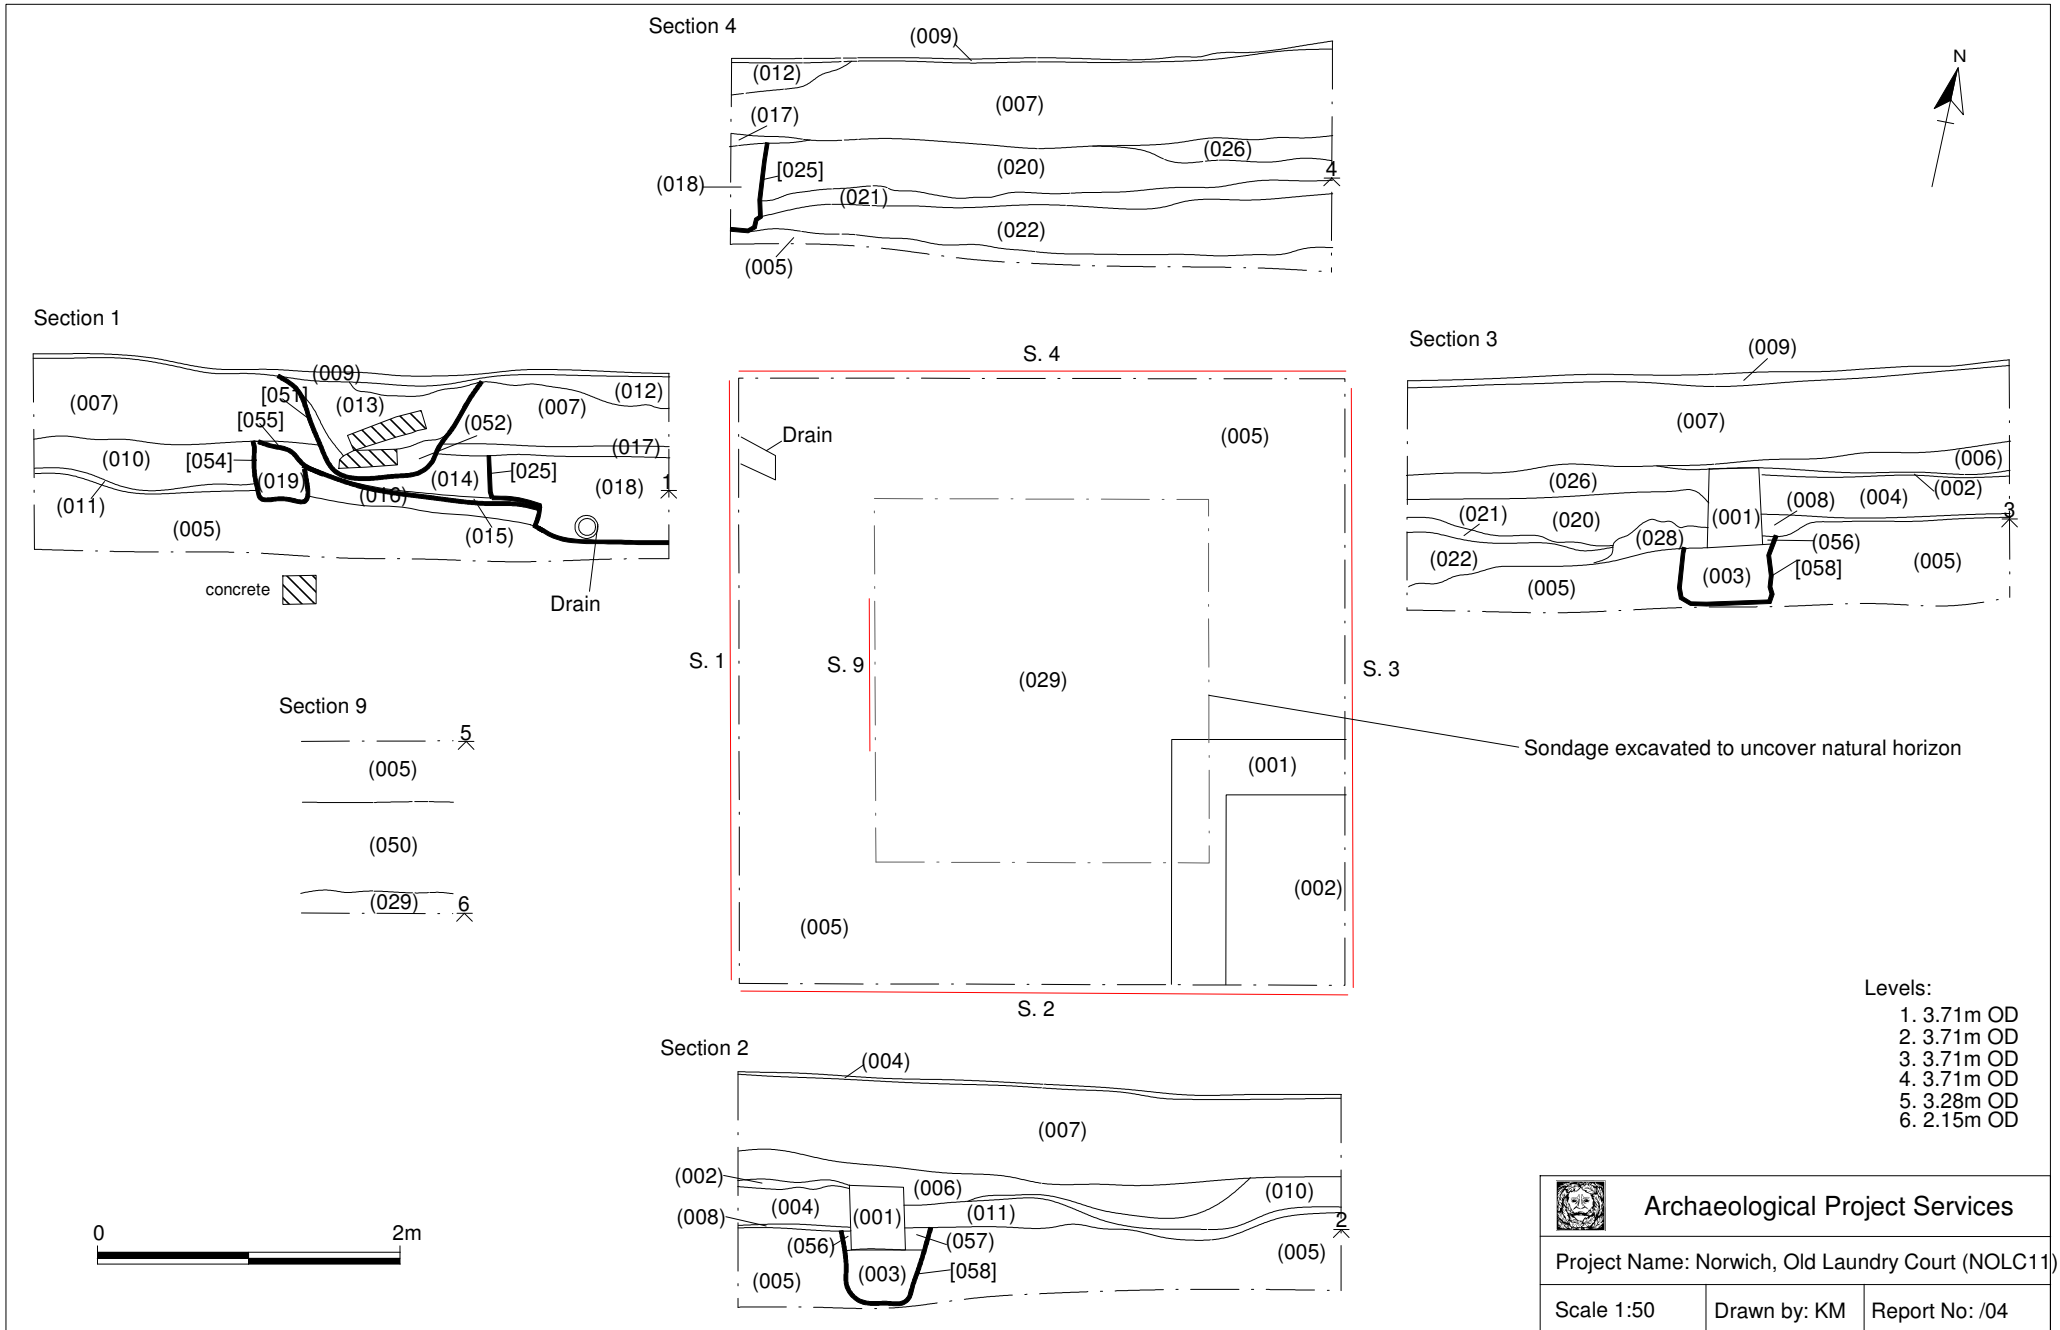 Section 4
(009)
(012)
(007)
(017)
(026)
(020)
[025]
(018)
(021)
(022)
(005)
4
N
Section 1
(009)
(012)
[051
(013)
(007)
(007)
[055]
(052)
(010)
[054]
(017)
(014)
[025]
(019)
(016)
(018)
1
(011)
(005)
(015)
concrete
Drain
Section 3
(009)
(007)
(006)
(026)
(002)
(008)
(004)
(021)
(020)
(001)
3
(028)
(056)
(022)
(003)
[058]
(005)
(005)
S. 4
Drain
(005)
S. 1
S. 9
(029)
S. 3
Sondage excavated to uncover natural horizon
(001)
(002)
(005)
S. 2
Section 9
5
(005)
(050)
(029)
6
Section 2
(004)
(007)
(002)
(006)
(010)
(004)
(001)
(011)
(008)
2
(056)
(057)
(005)
(005)
(003)
[058]
0
2m
Levels:
1. 3.71m OD
2. 3.71m OD
3. 3.71m OD
4. 3.71m OD
5. 3.28m OD
6. 2.15m OD
Archaeological Project Services
Project Name: Norwich, Old Laundry Court (NOLC11)
Scale 1:50
Drawn by: KM
Report No: /04